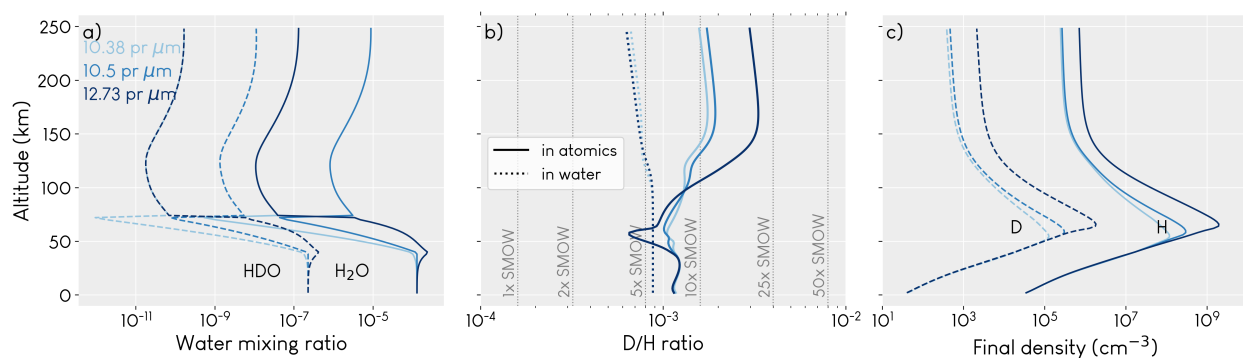 a)
10.38 pr μm
10.5 pr μm
12.73 pr μm
HDO
H₂O
250
200
150
100
50
0
Altitude (km)
10⁻¹¹ 10⁻⁹ 10⁻⁷ 10⁻⁵
Water mixing ratio
b)
in atomics
in water
1x SMOW
2x SMOW
5x SMOW
10x SMOW
25x SMOW
50x SMOW
10⁻⁴ 10⁻³ 10⁻²
D/H ratio
c)
D
H
10¹ 10³ 10⁵ 10⁷ 10⁹
Final density (cm⁻³)